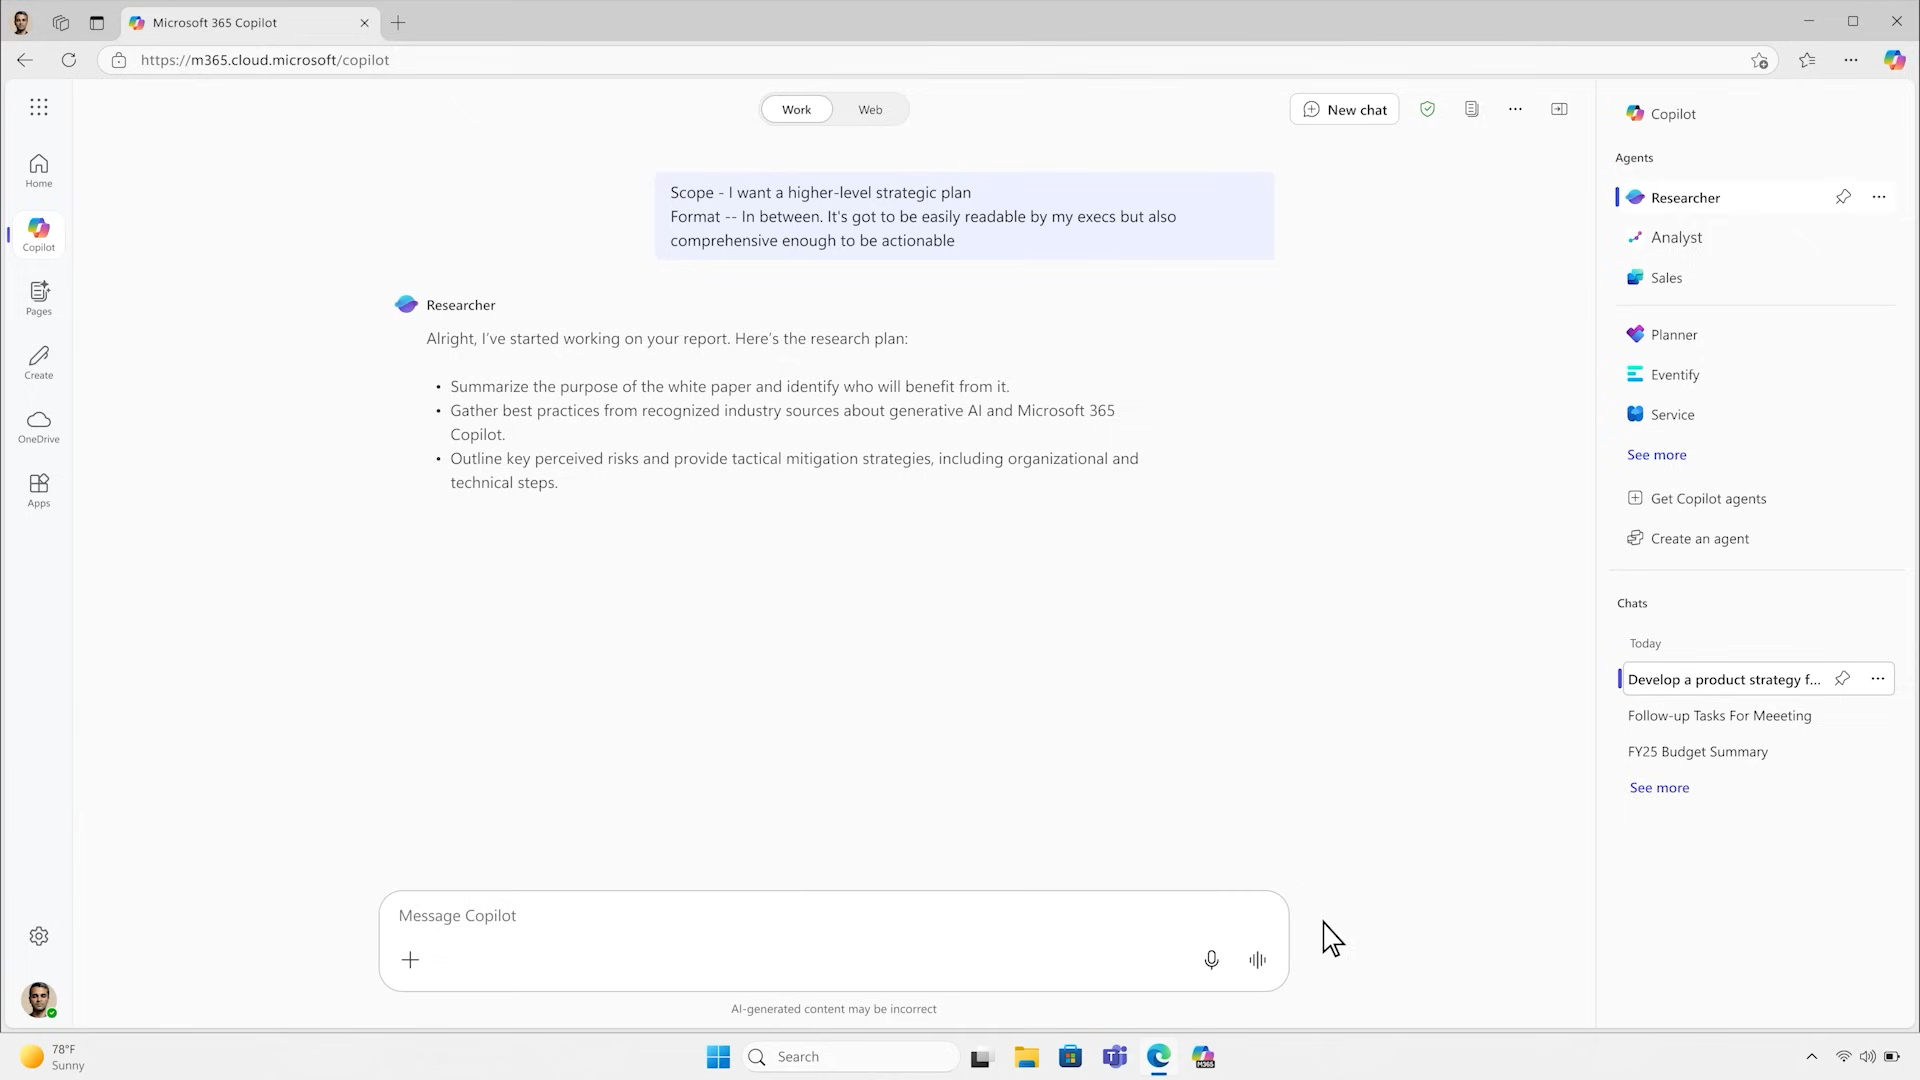 Microsoft 365 Copilot
https://m365.cloud.microsoft/copilot
Work
Web
New chat
Home
Copilot
Pages
Create
OneDrive
Apps
Scope - I want a higher-level strategic plan
Format -- In between. It's got to be easily readable by my execs but also
comprehensive enough to be actionable
Researcher
Alright, I've started working on your report. Here's the research plan:
• Summarize the purpose of the white paper and identify who will benefit from it.
• Gather best practices from recognized industry sources about generative AI and Microsoft 365
Copilot.
• Outline key perceived risks and provide tactical mitigation strategies, including organizational and
technical steps.
Message Copilot
AI-generated content may be incorrect
Copilot
Agents
Researcher
Analyst
Sales
Planner
Eventify
Service
See more
Get Copilot agents
Create an agent
Chats
Today
Develop a product strategy f...
Follow-up Tasks For Meeeting
FY25 Budget Summary
See more
78°F
Sunny
Search
M365